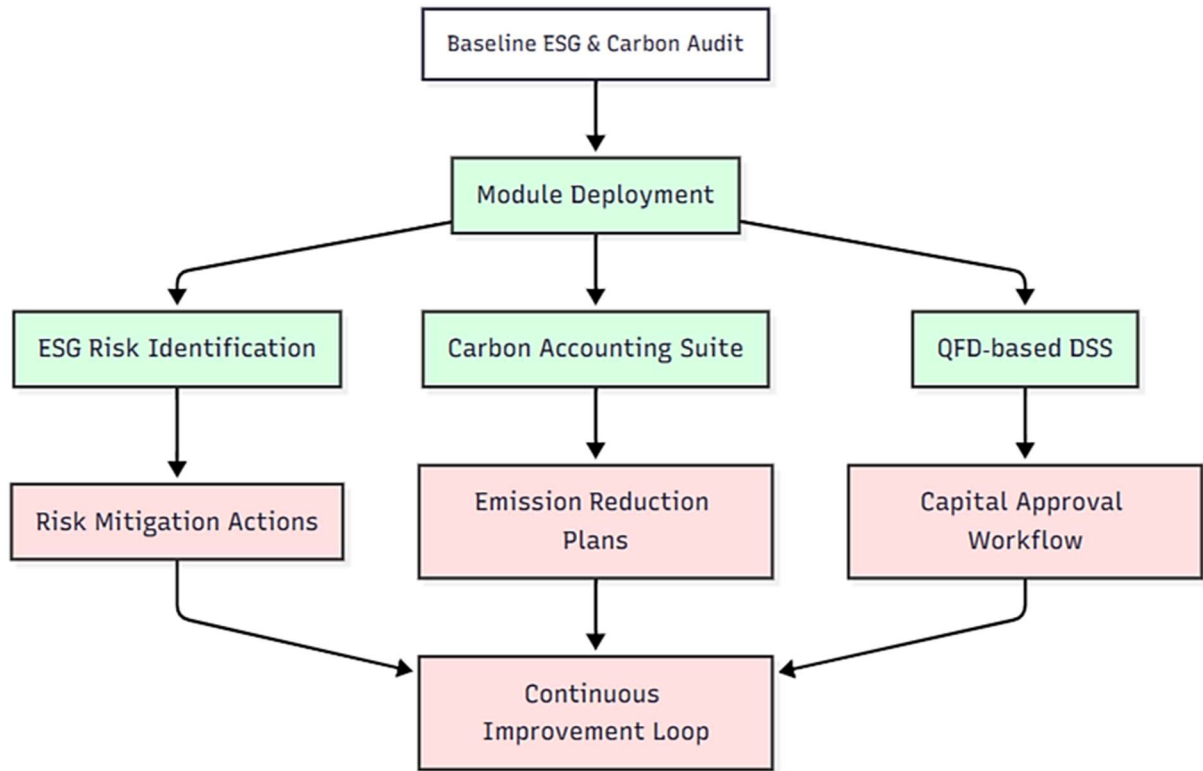 Baseline ESG & Carbon Audit
Module Deployment
ESG Risk Identification
Carbon Accounting Suite
QFD-based DSS
Risk Mitigation Actions
Emission Reduction
Plans
Capital Approval
Workflow
Continuous
Improvement Loop